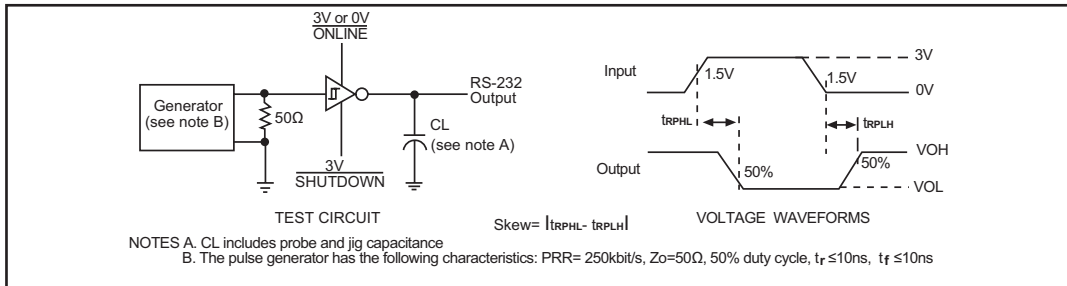 3V or 0V
ONLINE
Generator
(see note B)
50Ω
RS-232
Output
CL
(see note A)
3V
SHUTDOWN
TEST CIRCUIT
Input
1.5V
1.5V
3V
0V
tRPHL
tRPLH
Output
50%
50%
VOH
VOL
Skew= |tRPHL- tRPLH|
VOLTAGE WAVEFORMS
NOTES A. CL includes probe and jig capacitance
B. The pulse generator has the following characteristics: PRR= 250kbit/s, Zo=50Ω, 50% duty cycle, tr ≤10ns, tf ≤10ns